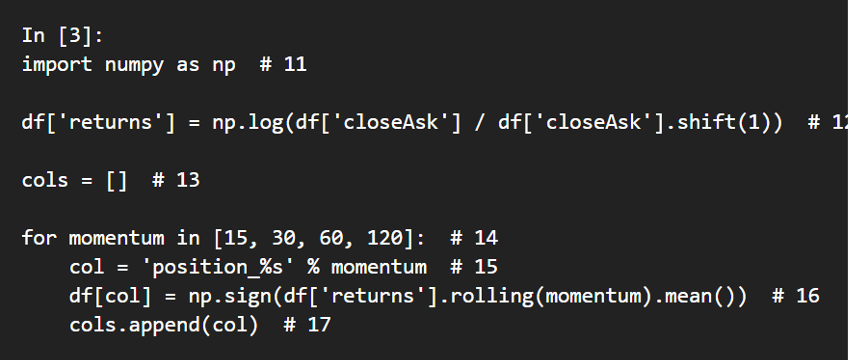 In [3]:
import numpy as np  # 11
df['returns'] = np.log(df['closeAsk'] / df['closeAsk'].shift(1))  # 12
cols = []  # 13
for momentum in [15, 30, 60, 120]:  # 14
    col = 'position_%s' % momentum  # 15
    df[col] = np.sign(df['returns'].rolling(momentum).mean())  # 16
    cols.append(col)  # 17